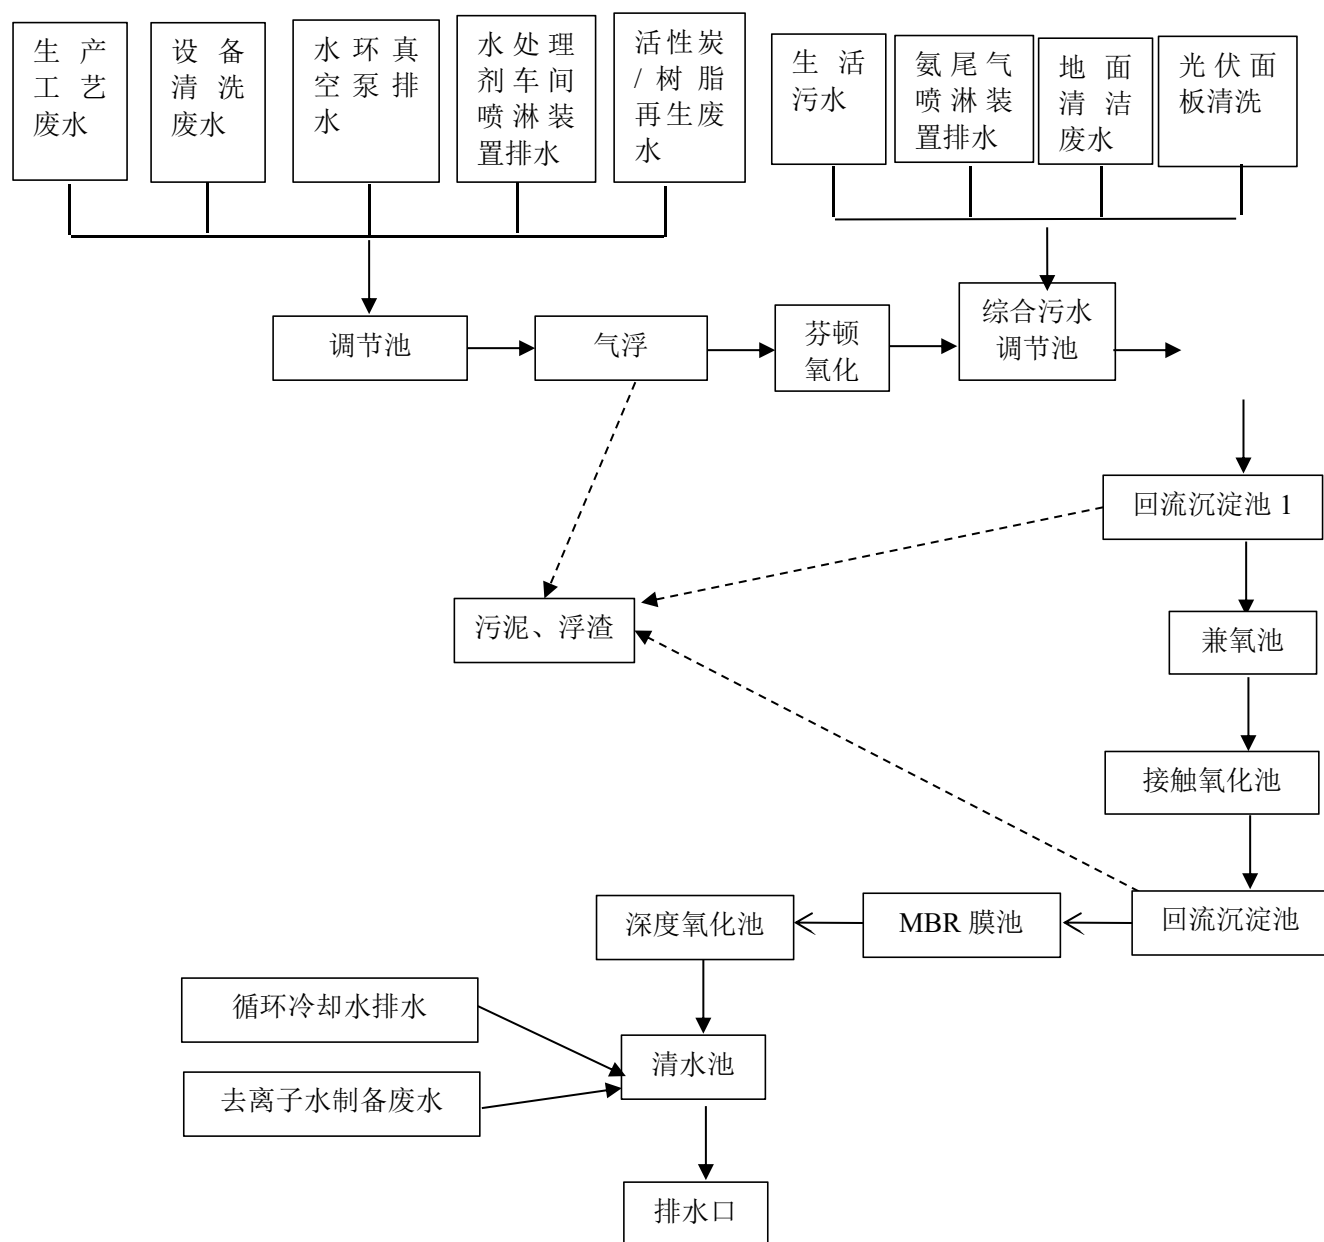 生产
工艺
废水
设备
清洗
废水
水环真
空泵排
水
水处理
剂车间
喷淋装
置排水
活性炭
/树脂
再生废
水
生活
污水
氨尾气
喷淋装
置排水
地面
清洁
废水
光伏面
板清洗
调节池
气浮
芬顿
氧化
综合污水
调节池
回流沉淀池 1
污泥、浮渣
兼氧池
接触氧化池
深度氧化池
MBR 膜池
回流沉淀池
循环冷却水排水
清水池
去离子水制备废水
排水口